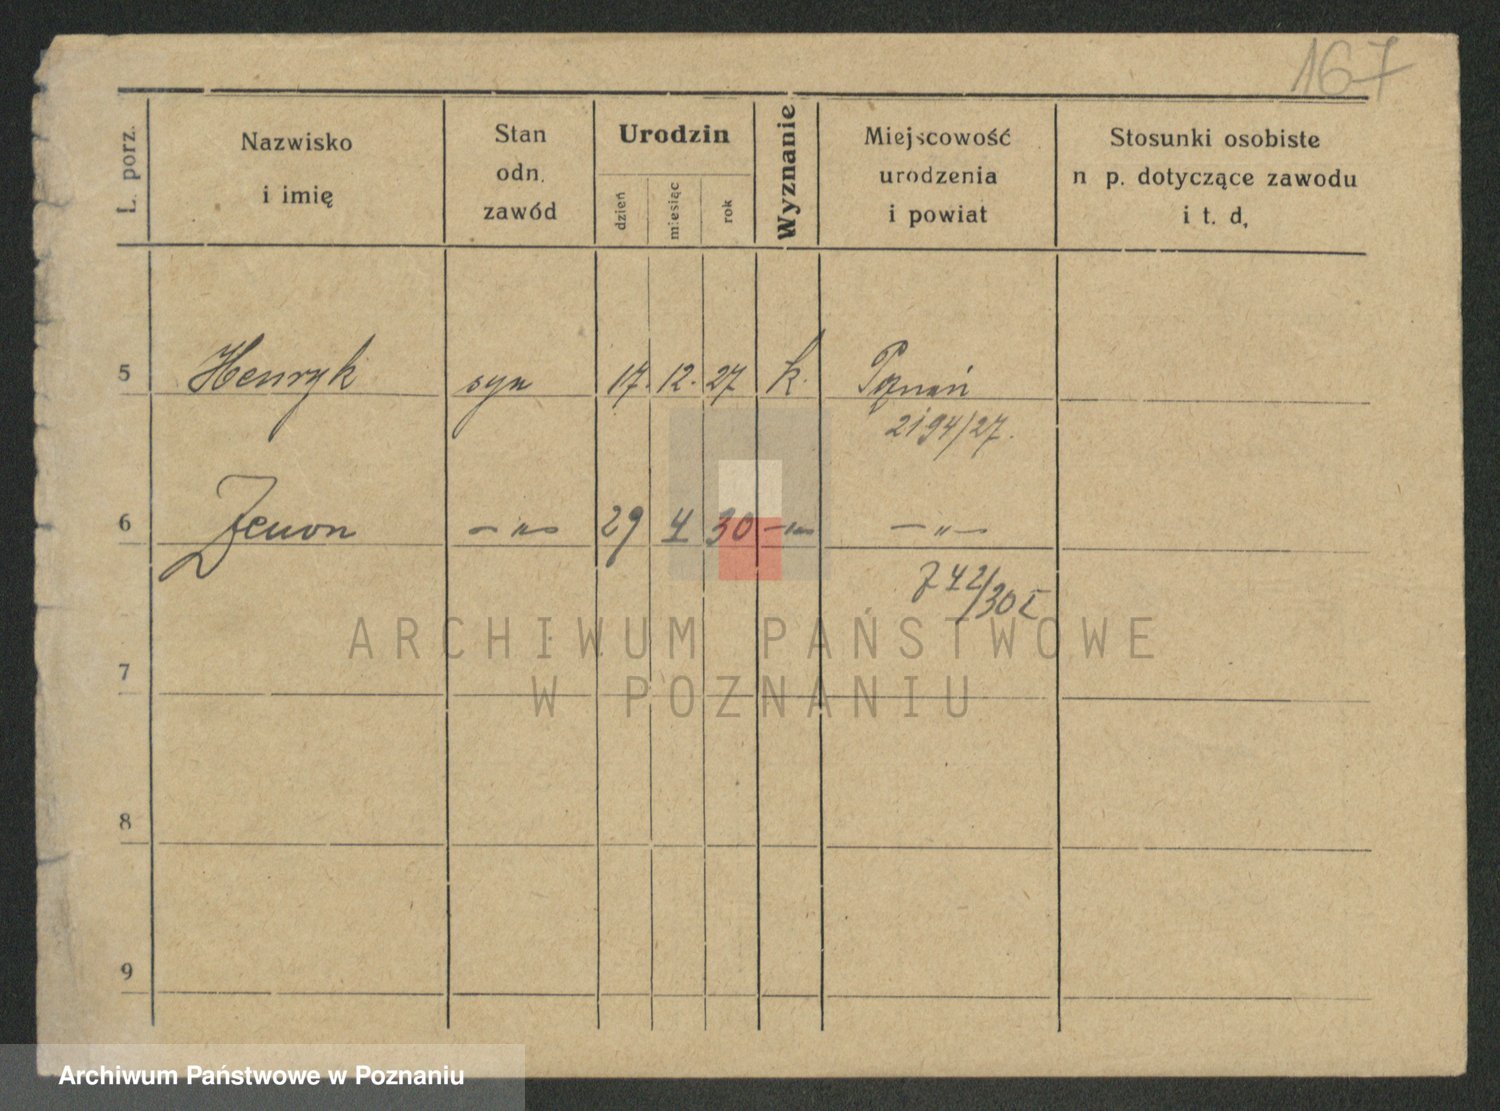 167
L. porz.
Nazwisko
i imię
Stan
odn.
zawód
Urodzin
dzień
miesiąc
rok
Wyznanie
Miejscowość
urodzenia
i powiat
Stosunki osobiste
n p. dotyczące zawodu
i t. d,
5 Henryk syn 17. 12. 27 k. Poznań
2194/27.
6 Zenon — „ — 29 4 30 — „ — — „ —
742/30 I
ARCHIWUM PAŃSTWOWE
W POZNANIU
7
8
9
Archiwum Państwowe w Poznaniu